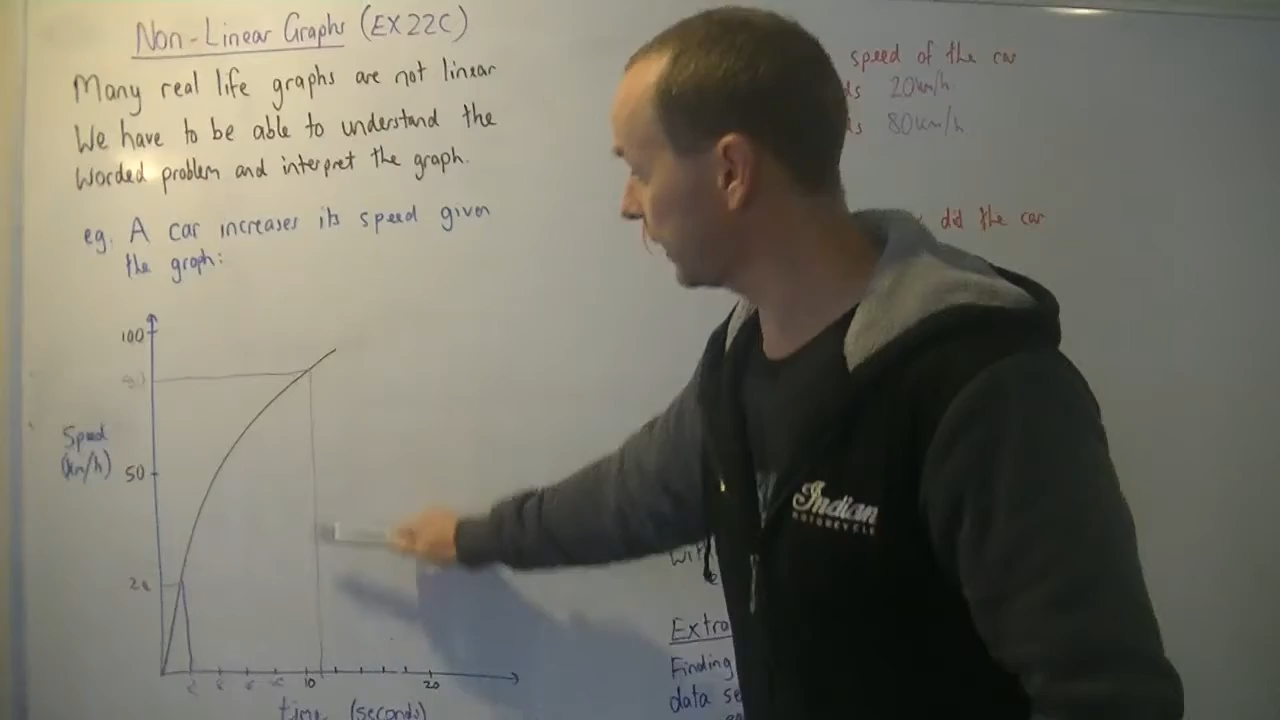 Non-Linear Graphs (EX 22C)
Many real life graphs are not linear
We have to be able to understand the
worded problem and interpret the graph.
eg. A car increases its speed given
the graph:
100
50
20
Speed
(km/h)
10
20
time (seconds)
speed of the car
20km/h
80km/h
did the car
Indian
MOTORCYCLE
Extra
Finding
data